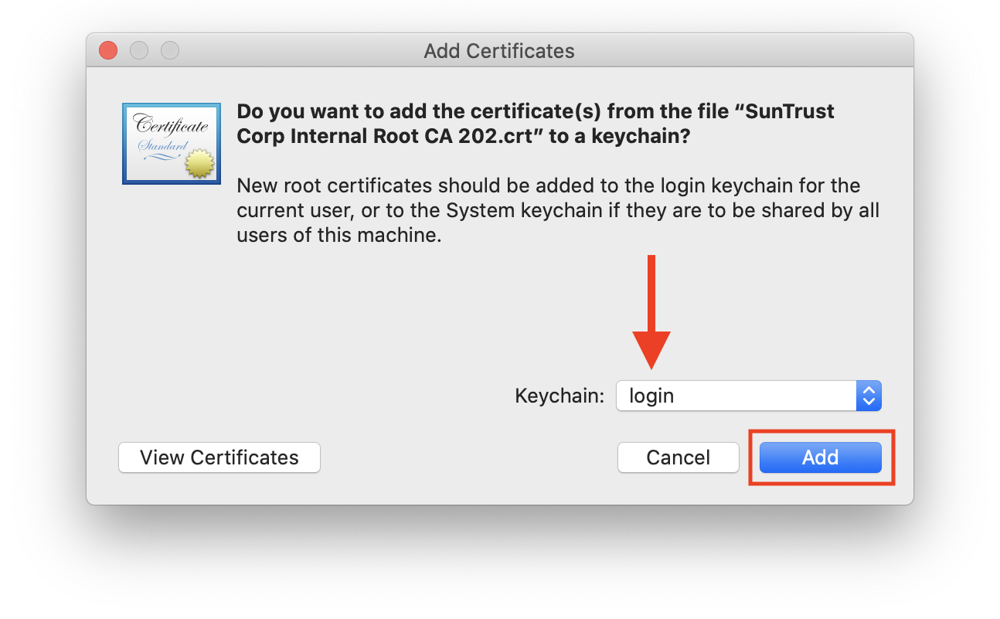 Add Certificates
Certificate
Standard
Do you want to add the certificate(s) from the file “SunTrust
Corp Internal Root CA 202.crt” to a keychain?
New root certificates should be added to the login keychain for the
current user, or to the System keychain if they are to be shared by all
users of this machine.
Keychain: login
View Certificates Cancel Add